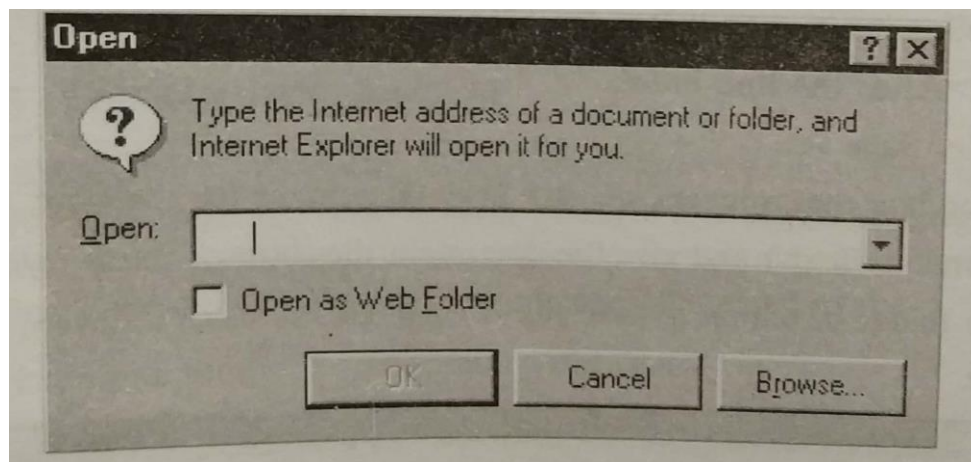 Open
Type the Internet address of a document or folder, and
Internet Explorer will open it for you.
Open:
Open as Web Folder
OK Cancel Browse...